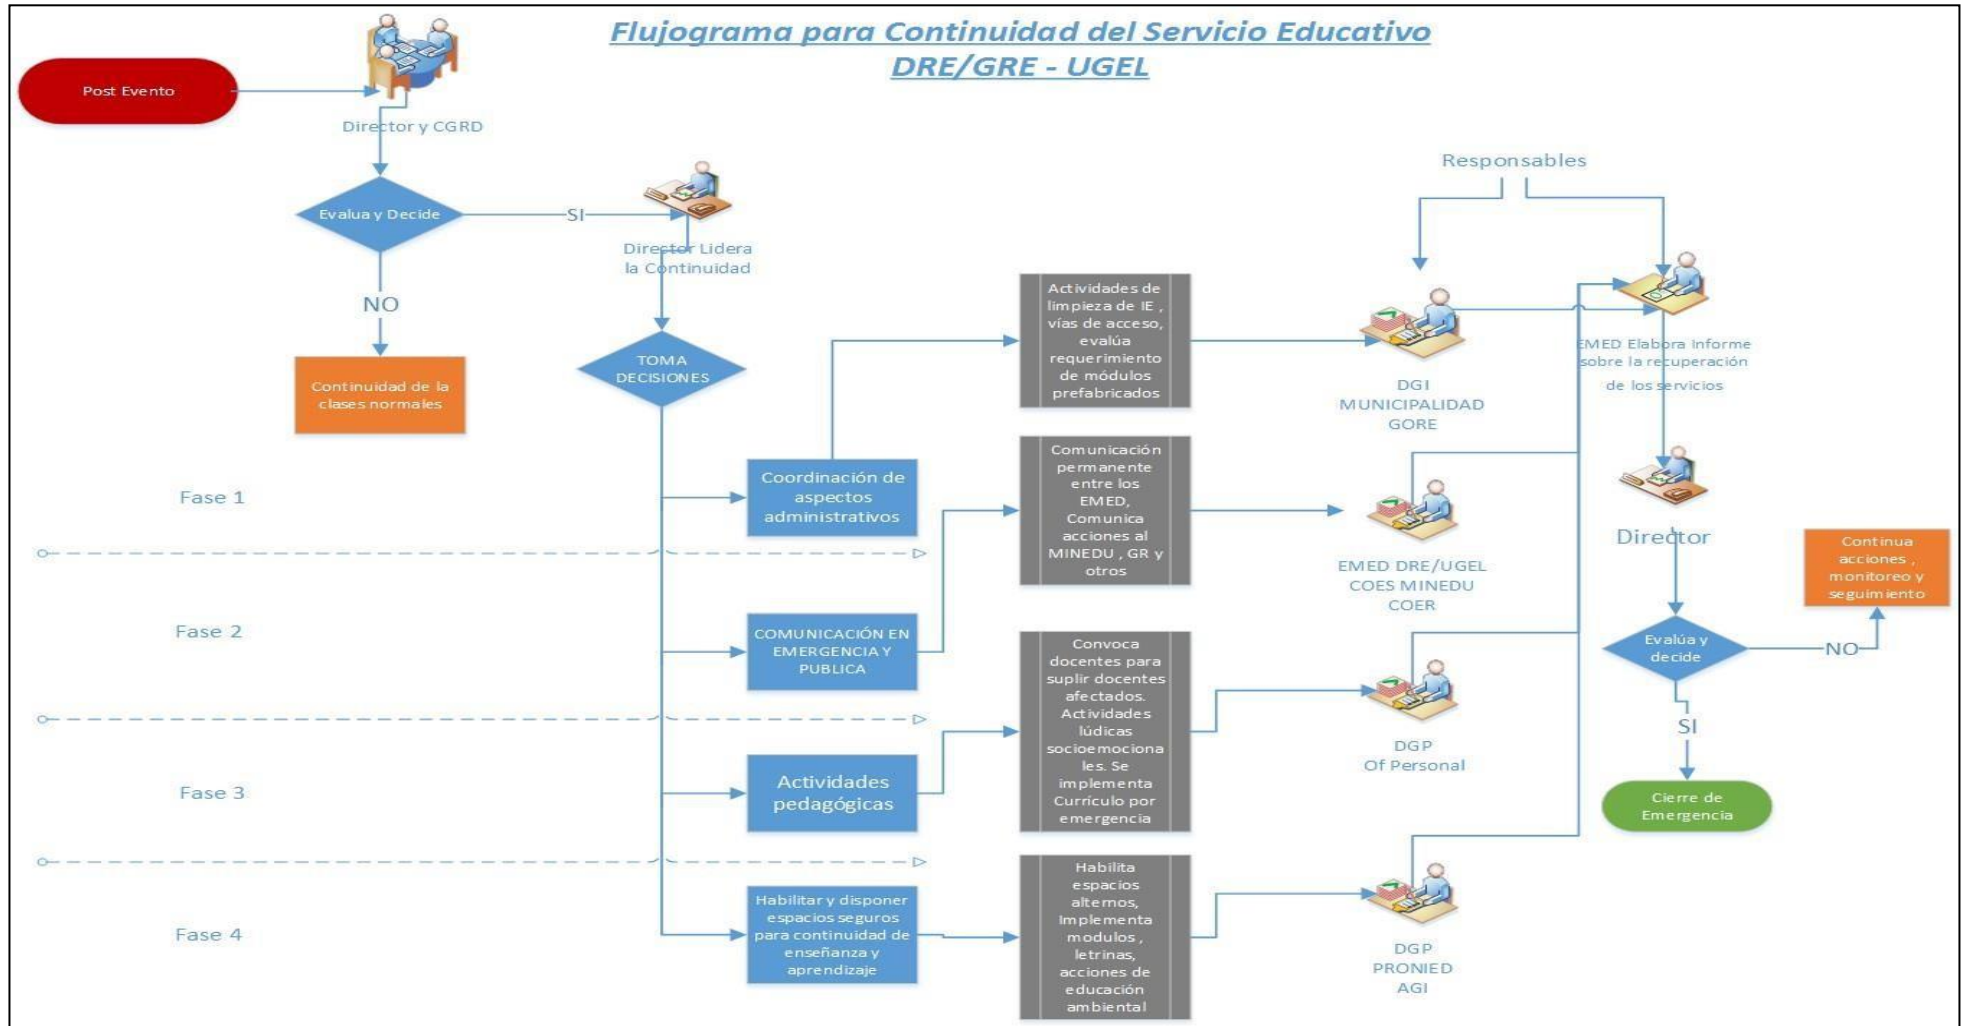 Flujograma para Continuidad del Servicio Educativo
DRE/GRE - UGEL
Post Evento
Director y CGRD
Evalua y Decide
SI
Director Lidera
la Continuidad
NO
Continuidad de la
clases normales
TOMA
DECISIONES
Responsables
Fase 1
Coordinación de
aspectos
administrativos
Actividades de
limpieza de IE ,
vías de acceso,
evalúa
requerimiento
de módulos
prefabricados
DGI
MUNICIPALIDAD
GORE
EMED Elabora Informe
sobre la recuperación
de los servicios
Fase 2
COMUNICACIÓN EN
EMERGENCIA Y
PUBLICA
Comunicación
permanente
entre los
EMED,
Comunica
acciones al
MINEDU , GR y
otros
EMED DRE/UGEL
COES MINEDU
COER
Director
Continua
acciones ,
monitoreo y
seguimiento
Evalúa y
decide
NO
SI
Cierre de
Emergencia
Fase 3
Actividades
pedagógicas
Convoca
docentes para
suplir docentes
afectados.
Actividades
lúdicas
socioemociona
les. Se
implementa
Currículo por
emergencia
DGP
Of Personal
Fase 4
Habilitar y disponer
espacios seguros
para continuidad de
enseñanza y
aprendizaje
Habilita
espacios
alternos,
Implementa
modulos ,
letrinas,
acciones de
educación
ambiental
DGP
PRONIED
AGI